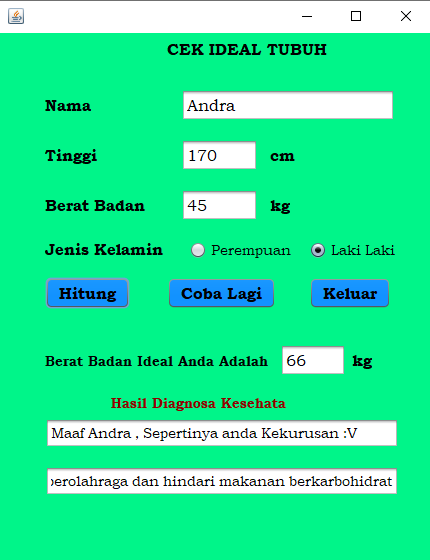 CEK IDEAL TUBUH
Nama Andra
Tinggi 170 cm
Berat Badan 45 kg
Jenis Kelamin Perempuan Laki Laki
Hitung Coba Lagi Keluar
Berat Badan Ideal Anda Adalah 66 kg
Hasil Diagnosa Kesehata
Maaf Andra , Sepertinya anda Kekurusan :V
berolahraga dan hindari makanan berkarbohidrat